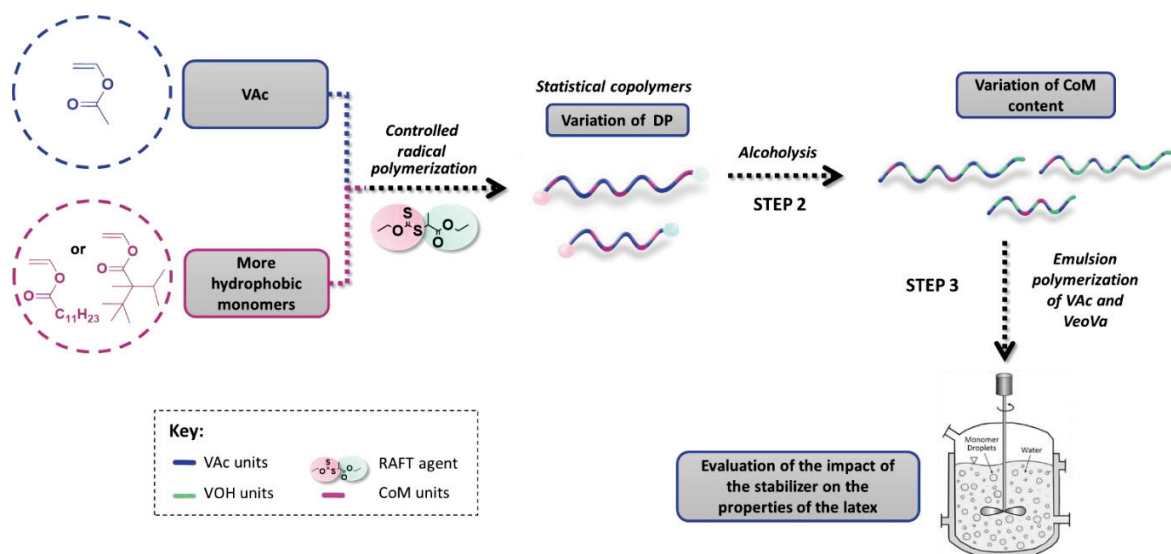 VAc
O
O
or
O
O
C11H23
O
O
More
hydrophobic
monomers
Controlled
radical
polymerization
S
O
S
O
O
Statistical copolymers
Variation of DP
Alcoholysis
STEP 2
Variation of CoM
content
STEP 3
Emulsion
polymerization
of VAc and
VeoVa
Monomer
Droplets
Water
Evaluation of the impact of
the stabilizer on the
properties of the latex
Key:
VAc units
VOH units
RAFT agent
CoM units